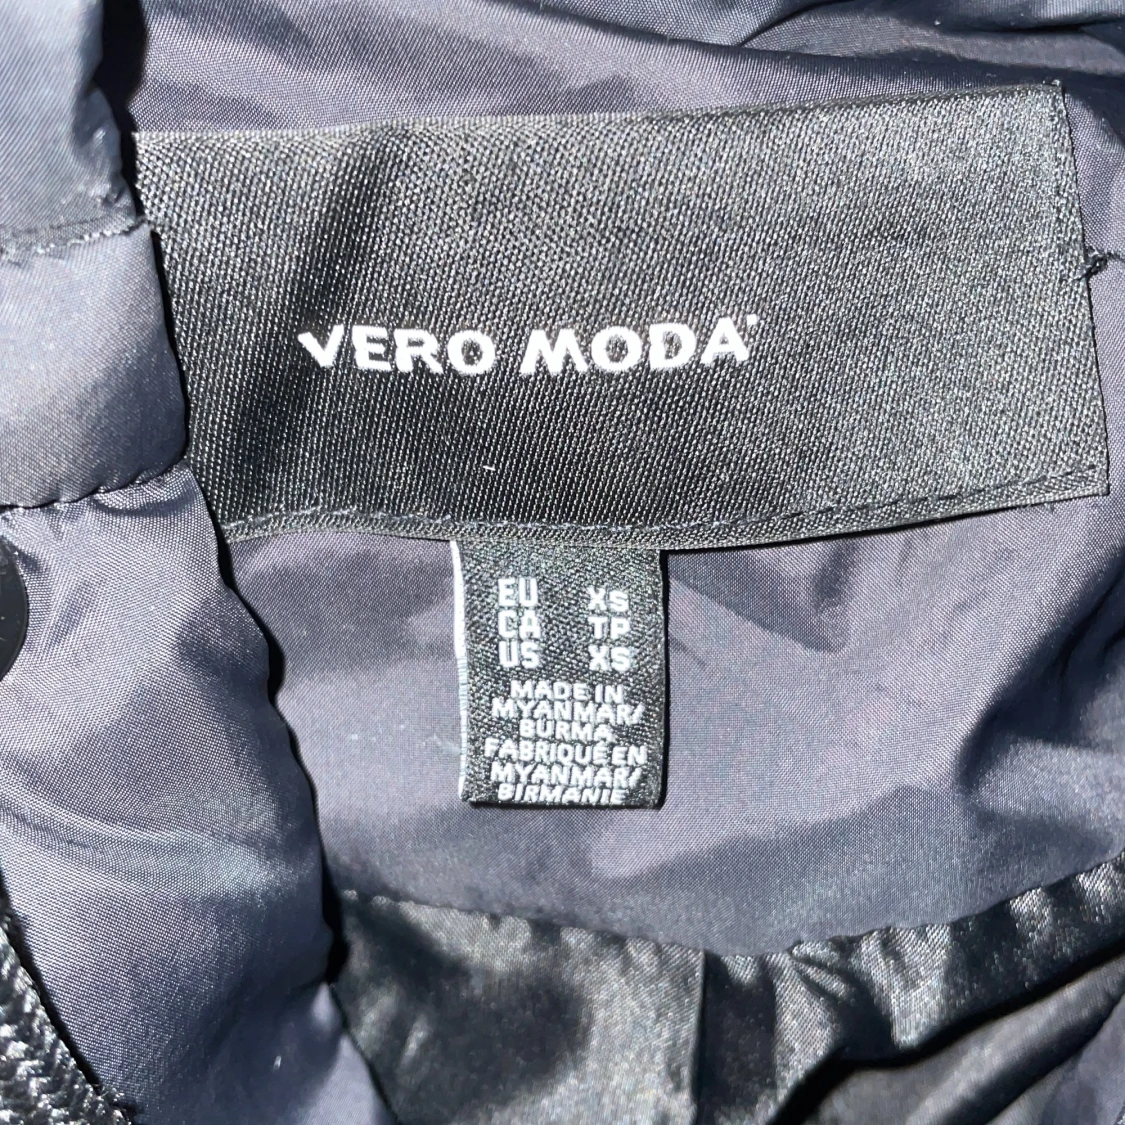 VERO MODA
EU XS
CA TP
US XS
MADE IN
MYANMAR/
BURMA
FABRIQUÉ EN
MYANMAR/
BIRMANIE